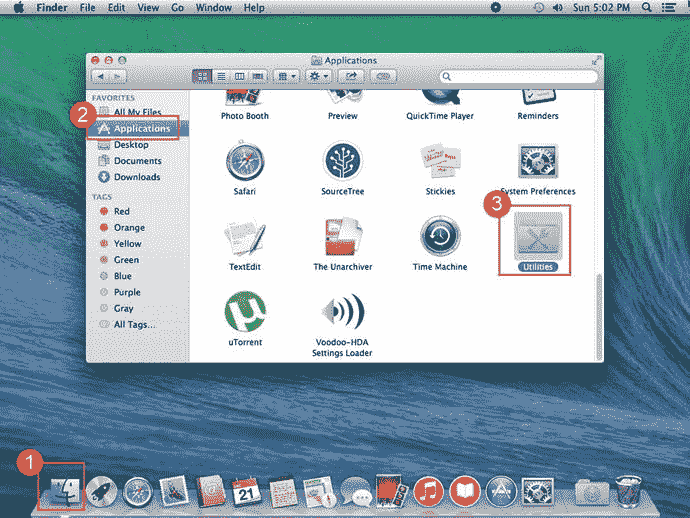 Finder File Edit View Go Window Help Sun 5:02 PM
Applications
FAVORITES
All My Files
2
Applications
Desktop
Documents
Downloads
TAGS
Red
Orange
Yellow
Green
Blue
Purple
Gray
All Tags...
Photo Booth Preview QuickTime Player Reminders
Safari SourceTree Stickies System Preferences
3
TextEdit The Unarchiver Time Machine Utilities
µ
uTorrent Voodoo-HDA
Settings Loader
1
21